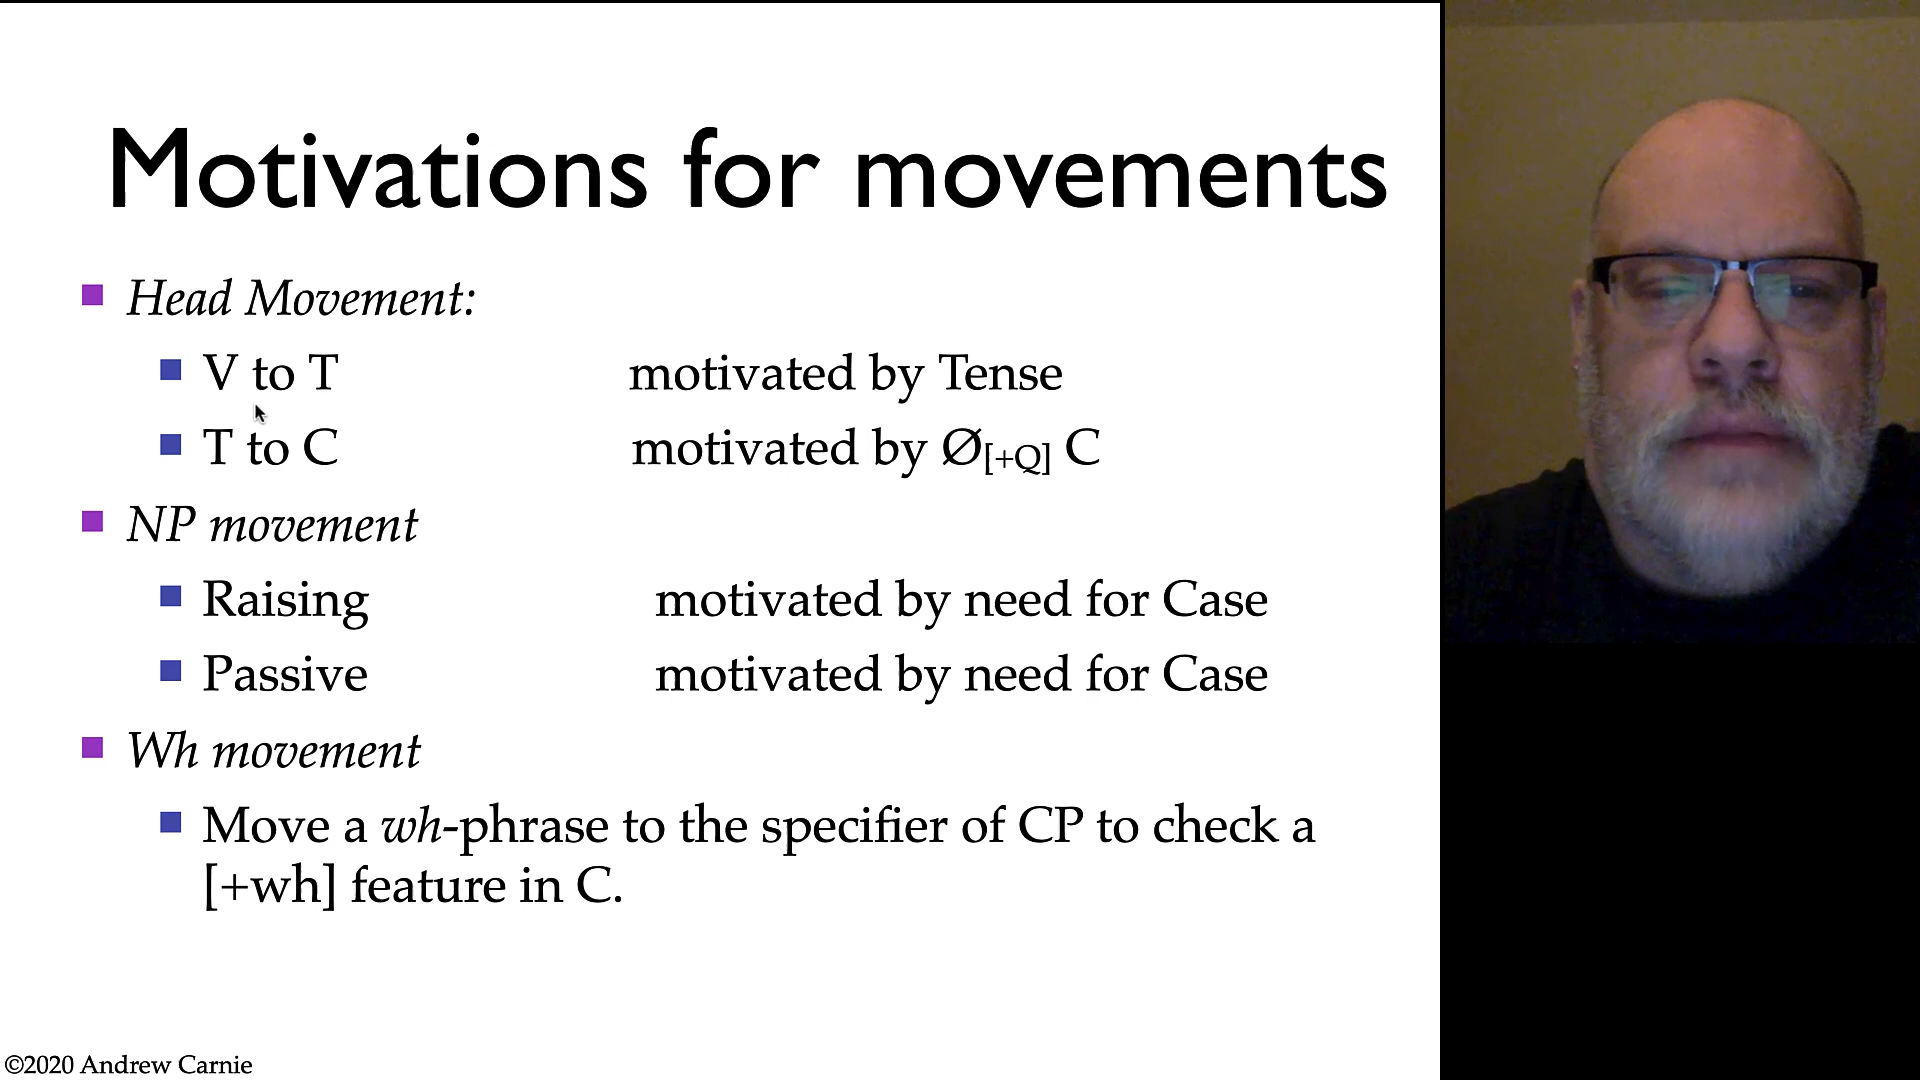 Motivations for movements
Head Movement:
V to T motivated by Tense
T to C motivated by Ø[+Q] C
NP movement
Raising motivated by need for Case
Passive motivated by need for Case
Wh movement
Move a wh-phrase to the specifier of CP to check a
[+wh] feature in C.
©2020 Andrew Carnie